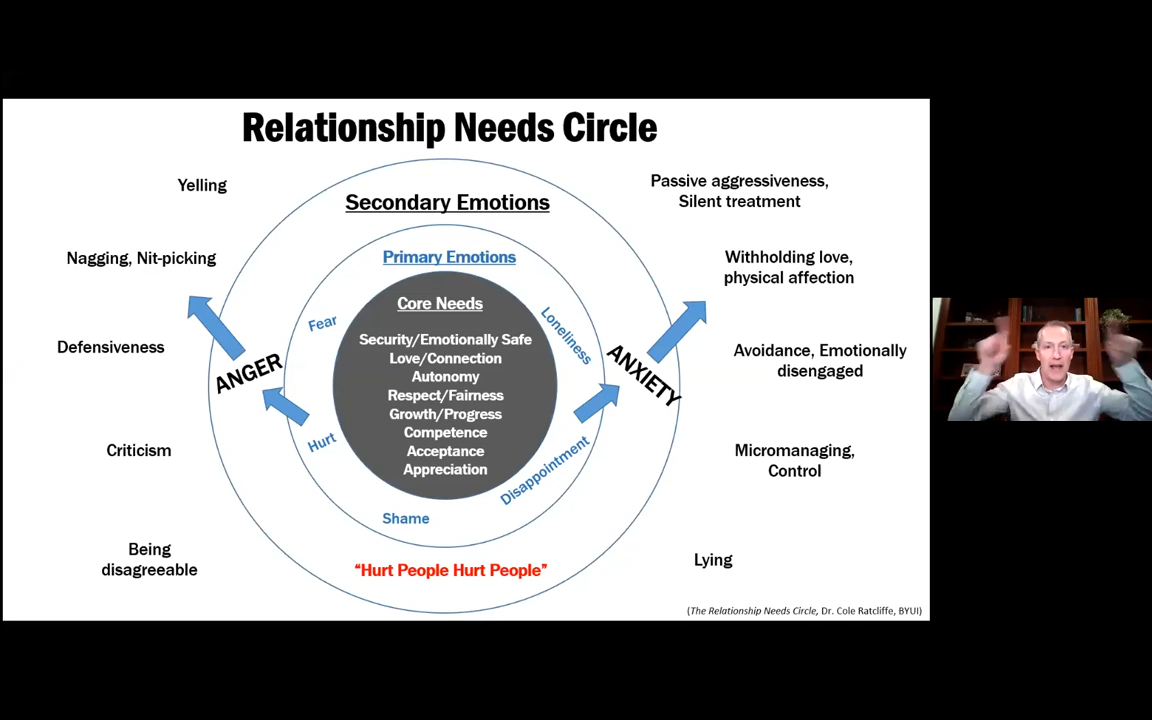 Relationship Needs Circle
Yelling
Nagging, Nit-picking
Defensiveness
Criticism
Being
disagreeable
Secondary Emotions
Primary Emotions
Core Needs
Security/Emotionally Safe
Love/Connection
Autonomy
Respect/Fairness
Growth/Progress
Competence
Acceptance
Appreciation
Fear
Loneliness
Hurt
Disappointment
Shame
ANGER
ANXIETY
"Hurt People Hurt People"
Passive aggressiveness,
Silent treatment
Withholding love,
physical affection
Avoidance, Emotionally
disengaged
Micromanaging,
Control
Lying
(The Relationship Needs Circle, Dr. Cole Ratcliffe, BYUI)